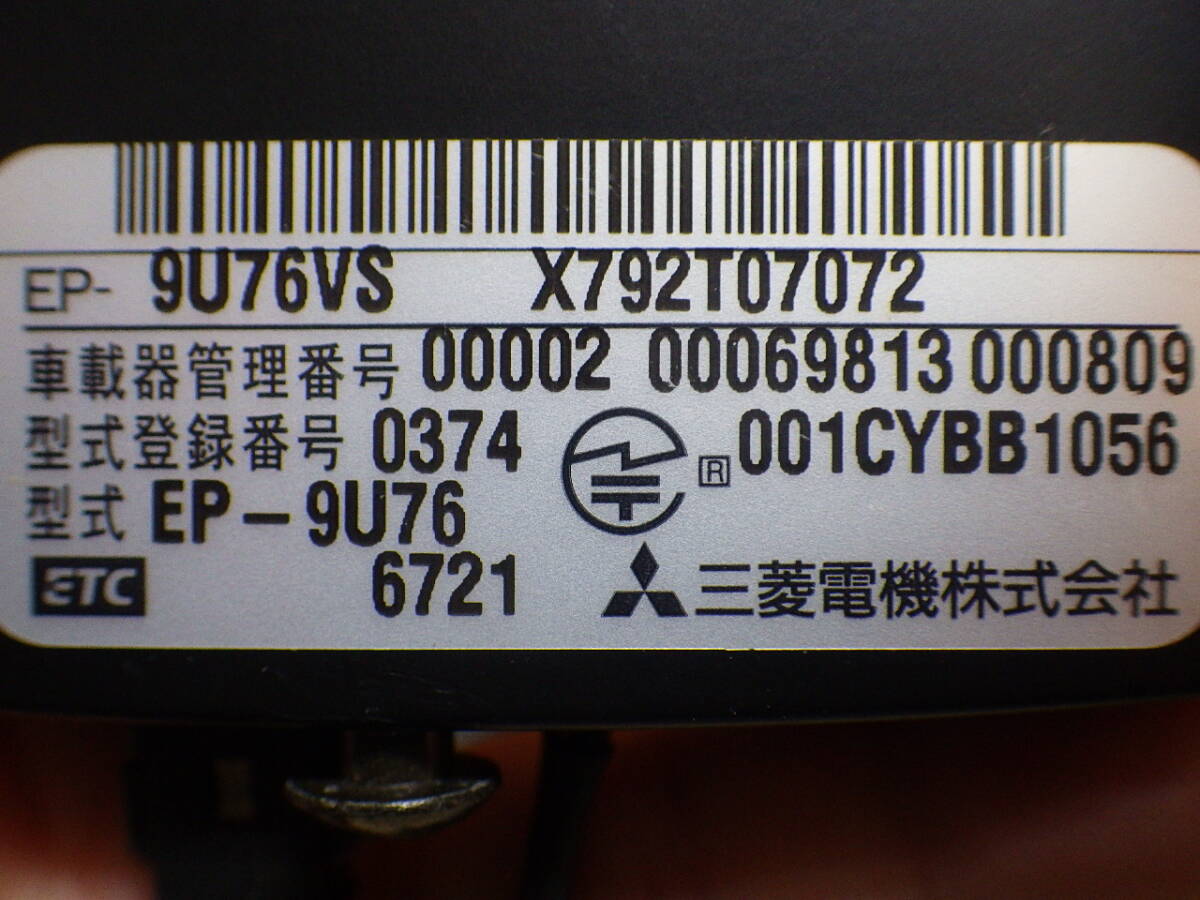 EP- 9U76VS X792T07072
車載器管理番号 00002 00069813 000809
型式登録番号 0374 R 001CYBB1056
型式 EP-9U76
ETC 6721 三菱電機株式会社